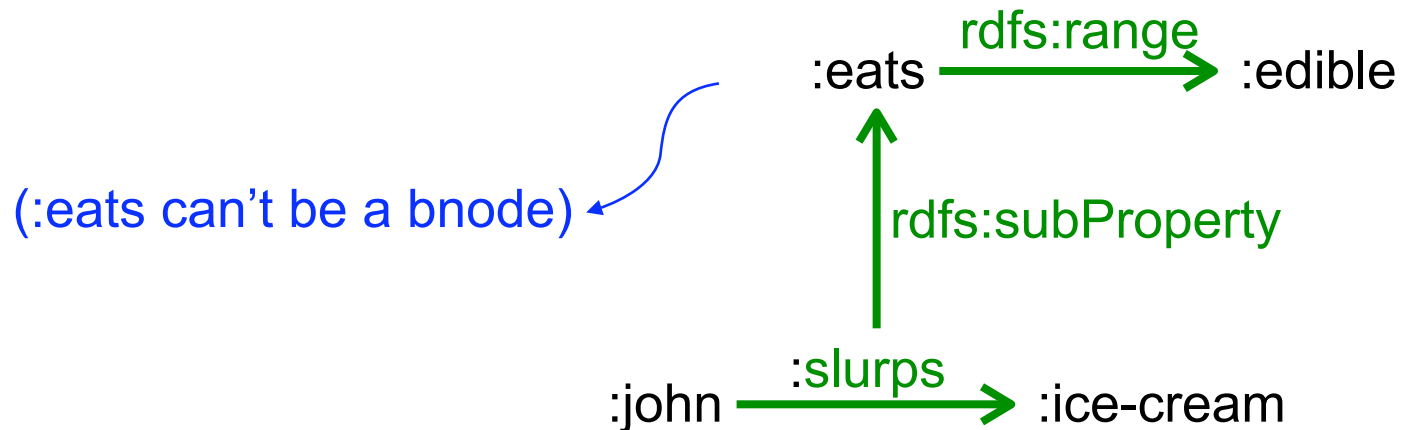 rdfs:range
:eats
:edible
(:eats can’t be a bnode)
rdfs:subProperty
:slurps
:john
:ice-cream